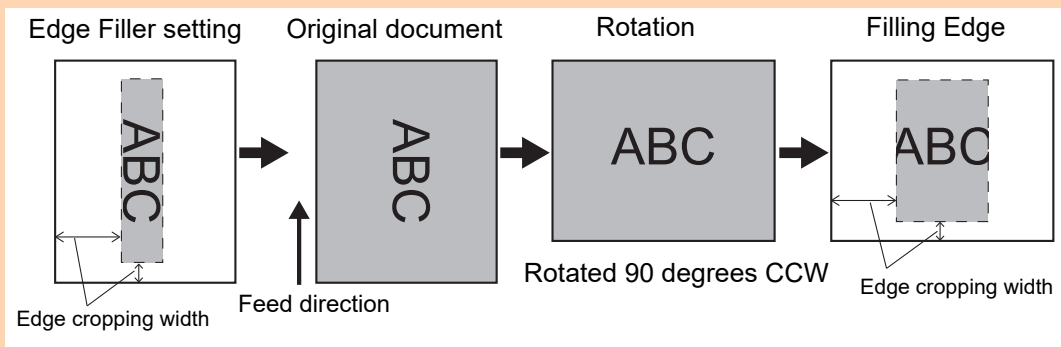 Edge Filler setting
Original document
Rotation
Filling Edge
ABC
ABC
ABC
ABC
Edge cropping width
Feed direction
Rotated 90 degrees CCW
Edge cropping width